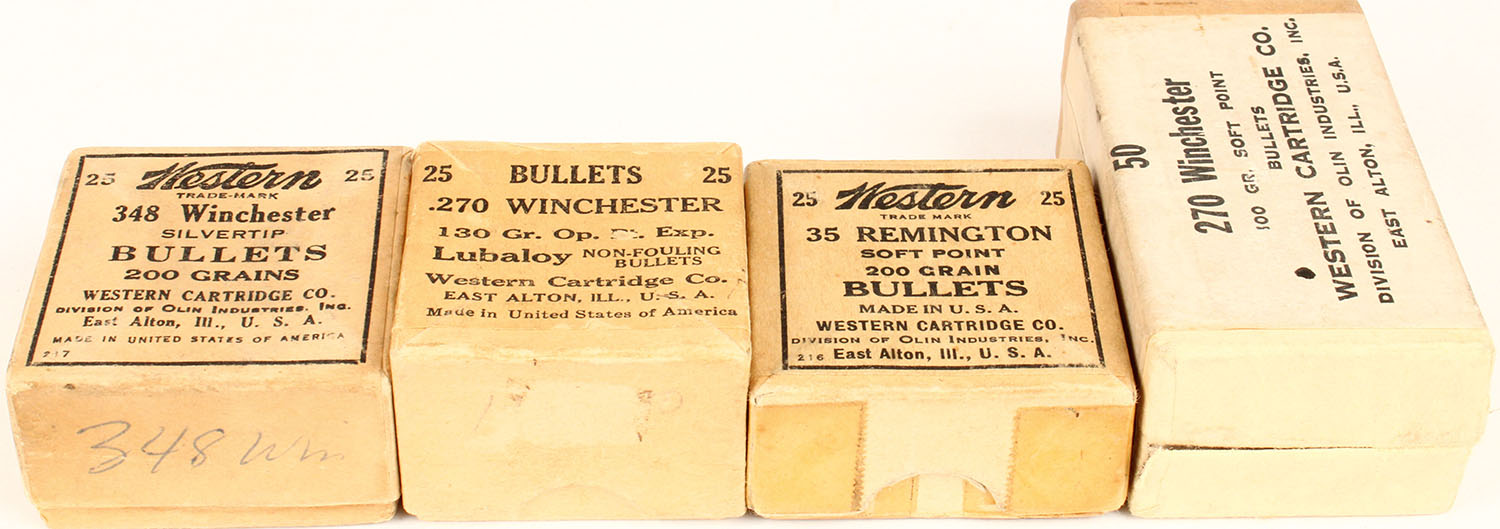 25 Western 25
TRADE-MARK
348 Winchester
SILVERTIP
BULLETS
200 GRAINS
WESTERN CARTRIDGE CO.
DIVISION OF OLIN INDUSTRIES, INC.
East Alton, Ill., U. S. A.
MADE IN UNITED STATES OF AMERICA
217
348 Win
25 BULLETS 25
.270 WINCHESTER
130 Gr. Op. Pt. Exp.
Lubaloy NON-FOULING
BULLETS
Western Cartridge Co.
EAST ALTON, ILL., U. S. A.
Made in United States of America
25 Western 25
TRADE MARK
35 REMINGTON
SOFT POINT
200 GRAIN
BULLETS
MADE IN U. S. A.
WESTERN CARTRIDGE CO.
DIVISION OF OLIN INDUSTRIES, INC.
216 East Alton, Ill., U. S. A.
50
270 Winchester
100 GR. SOFT POINT
BULLETS
WESTERN CARTRIDGE CO.
DIVISION OF OLIN INDUSTRIES, INC.
EAST ALTON, ILL., U.S.A.